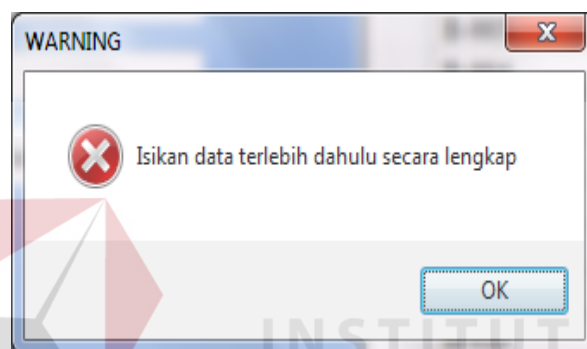 WARNING
Isikan data terlebih dahulu secara lengkap
OK
INSTITUT